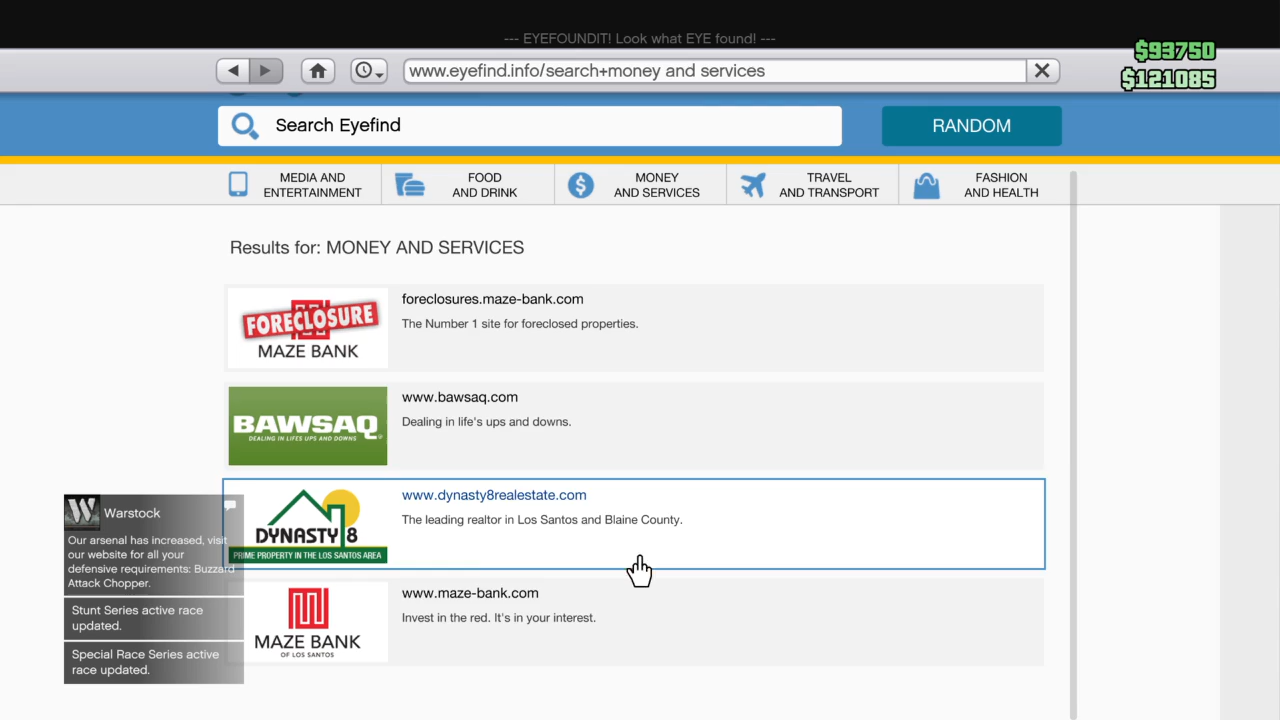 --- EYEFOUNDIT! Look what EYE found! ---
$93750
$121085
www.eyefind.info/search+money and services
Search Eyefind
RANDOM
MEDIA AND
ENTERTAINMENT
FOOD
AND DRINK
MONEY
AND SERVICES
TRAVEL
AND TRANSPORT
FASHION
AND HEALTH
Results for: MONEY AND SERVICES
FORECLOSURE
MAZE BANK
foreclosures.maze-bank.com
The Number 1 site for foreclosed properties.
BAWSAQ
DEALING IN LIFES UPS AND DOWNS
www.bawsaq.com
Dealing in life's ups and downs.
DYNASTY 8
PRIME PROPERTY IN THE LOS SANTOS AREA
www.dynasty8realestate.com
The leading realtor in Los Santos and Blaine County.
MAZE BANK
OF LOS SANTOS
www.maze-bank.com
Invest in the red. It's in your interest.
W
Warstock
Our arsenal has increased, visit
our website for all your
defensive requirements: Buzzard
Attack Chopper.
Stunt Series active race
updated.
Special Race Series active
race updated.